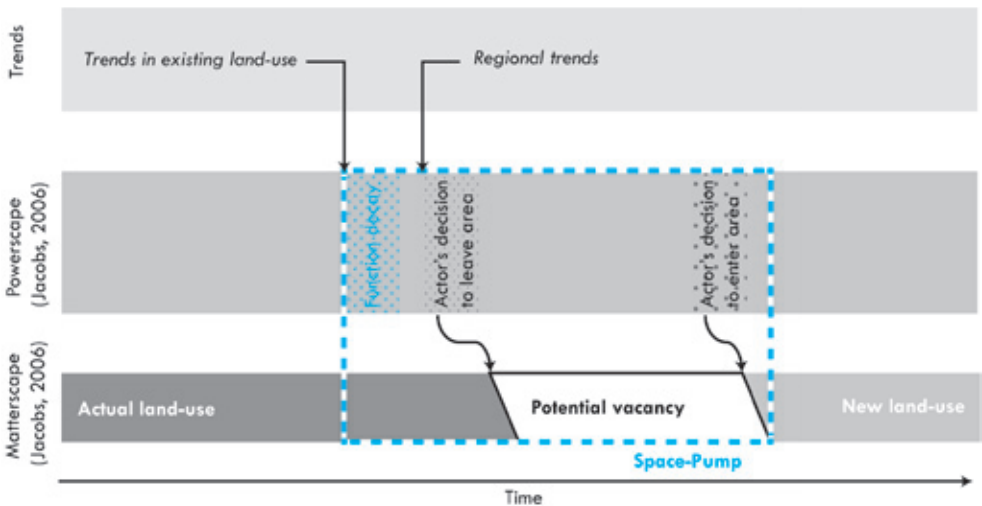 Trends
Trends in existing land-use
Regional trends
Powerscape
(Jacobs, 2006)
Function decay
Actor's decision
to leave area
Actor's decision
to enter area
Matterscape
(Jacobs, 2006)
Actual land-use
Potential vacancy
New land-use
Space-Pump
Time